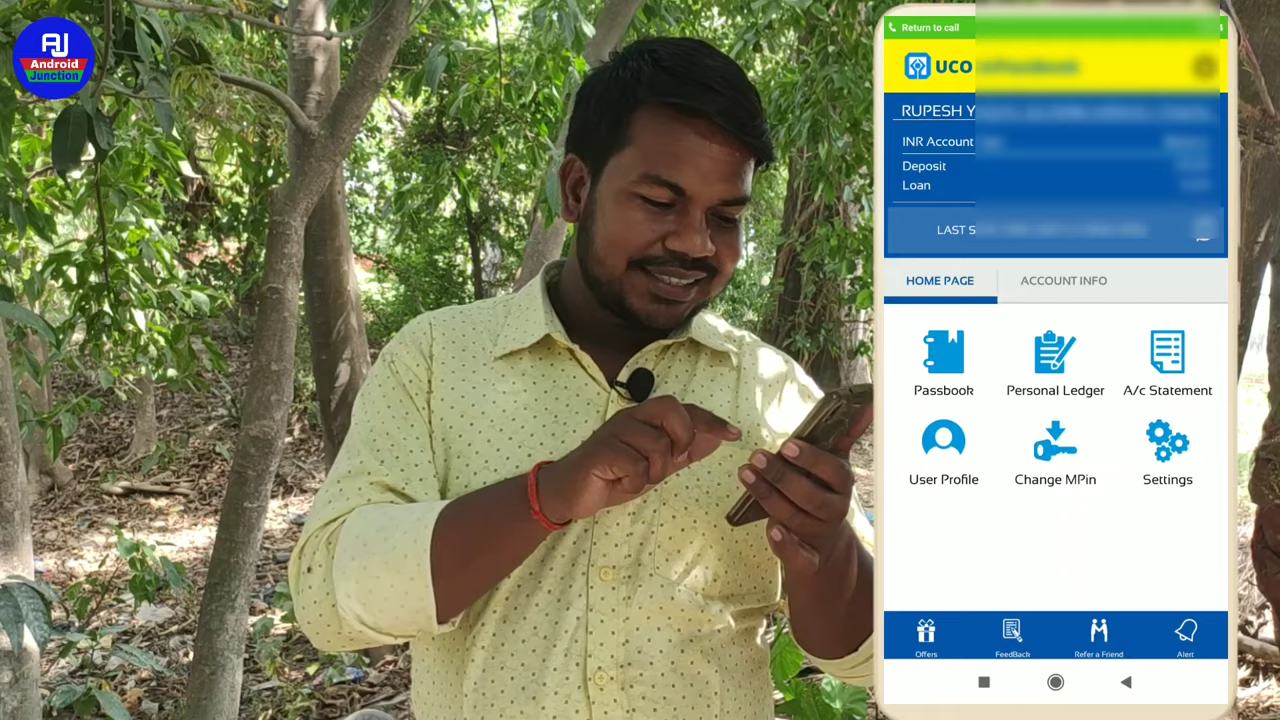 AJ
Android
Junction
Return to call
UCO
RUPESH Y
INR Account
Deposit
Loan
LAST S
HOME PAGE
ACCOUNT INFO
Passbook
Personal Ledger
A/c Statement
User Profile
Change MPin
Settings
Offers
FeedBack
Refer a Friend
Alert